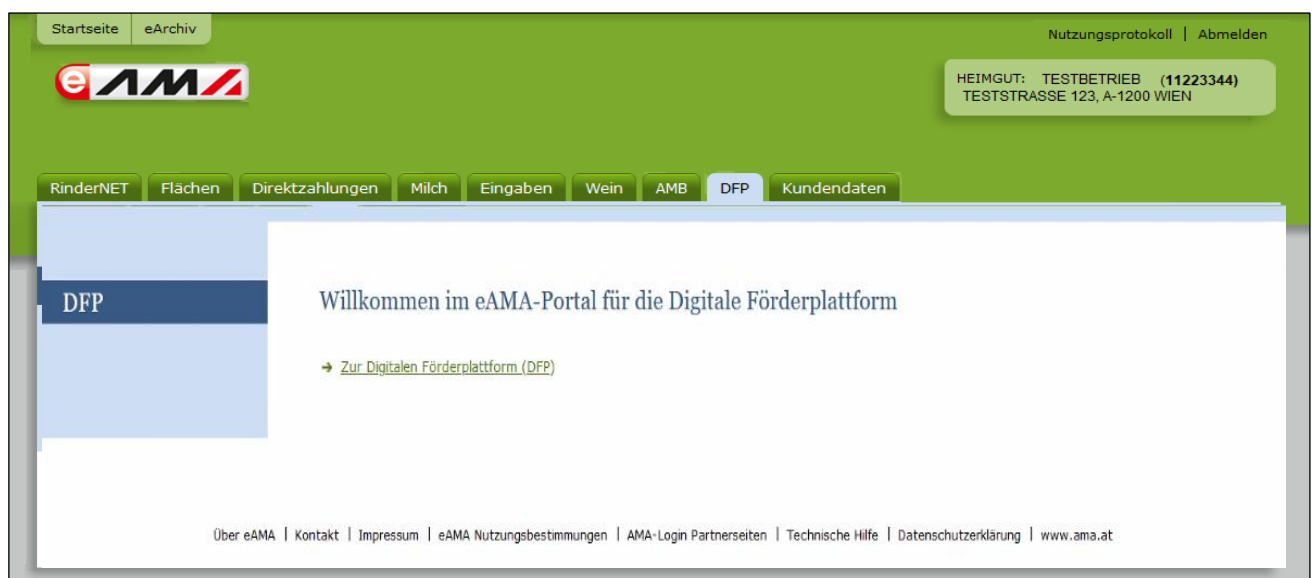 Startseite eArchiv
Nutzungsprotokoll | Abmelden
eAMA
HEIMGUT: TESTBETRIEB (11223344)
TESTSTRASSE 123, A-1200 WIEN
RinderNET Flächen Direktzahlungen Milch Eingaben Wein AMB DFP Kundendaten
DFP
Willkommen im eAMA-Portal für die Digitale Förderplattform
→ Zur Digitalen Förderplattform (DFP)
Über eAMA | Kontakt | Impressum | eAMA Nutzungsbestimmungen | AMA-Login Partnerseiten | Technische Hilfe | Datenschutzerklärung | www.ama.at